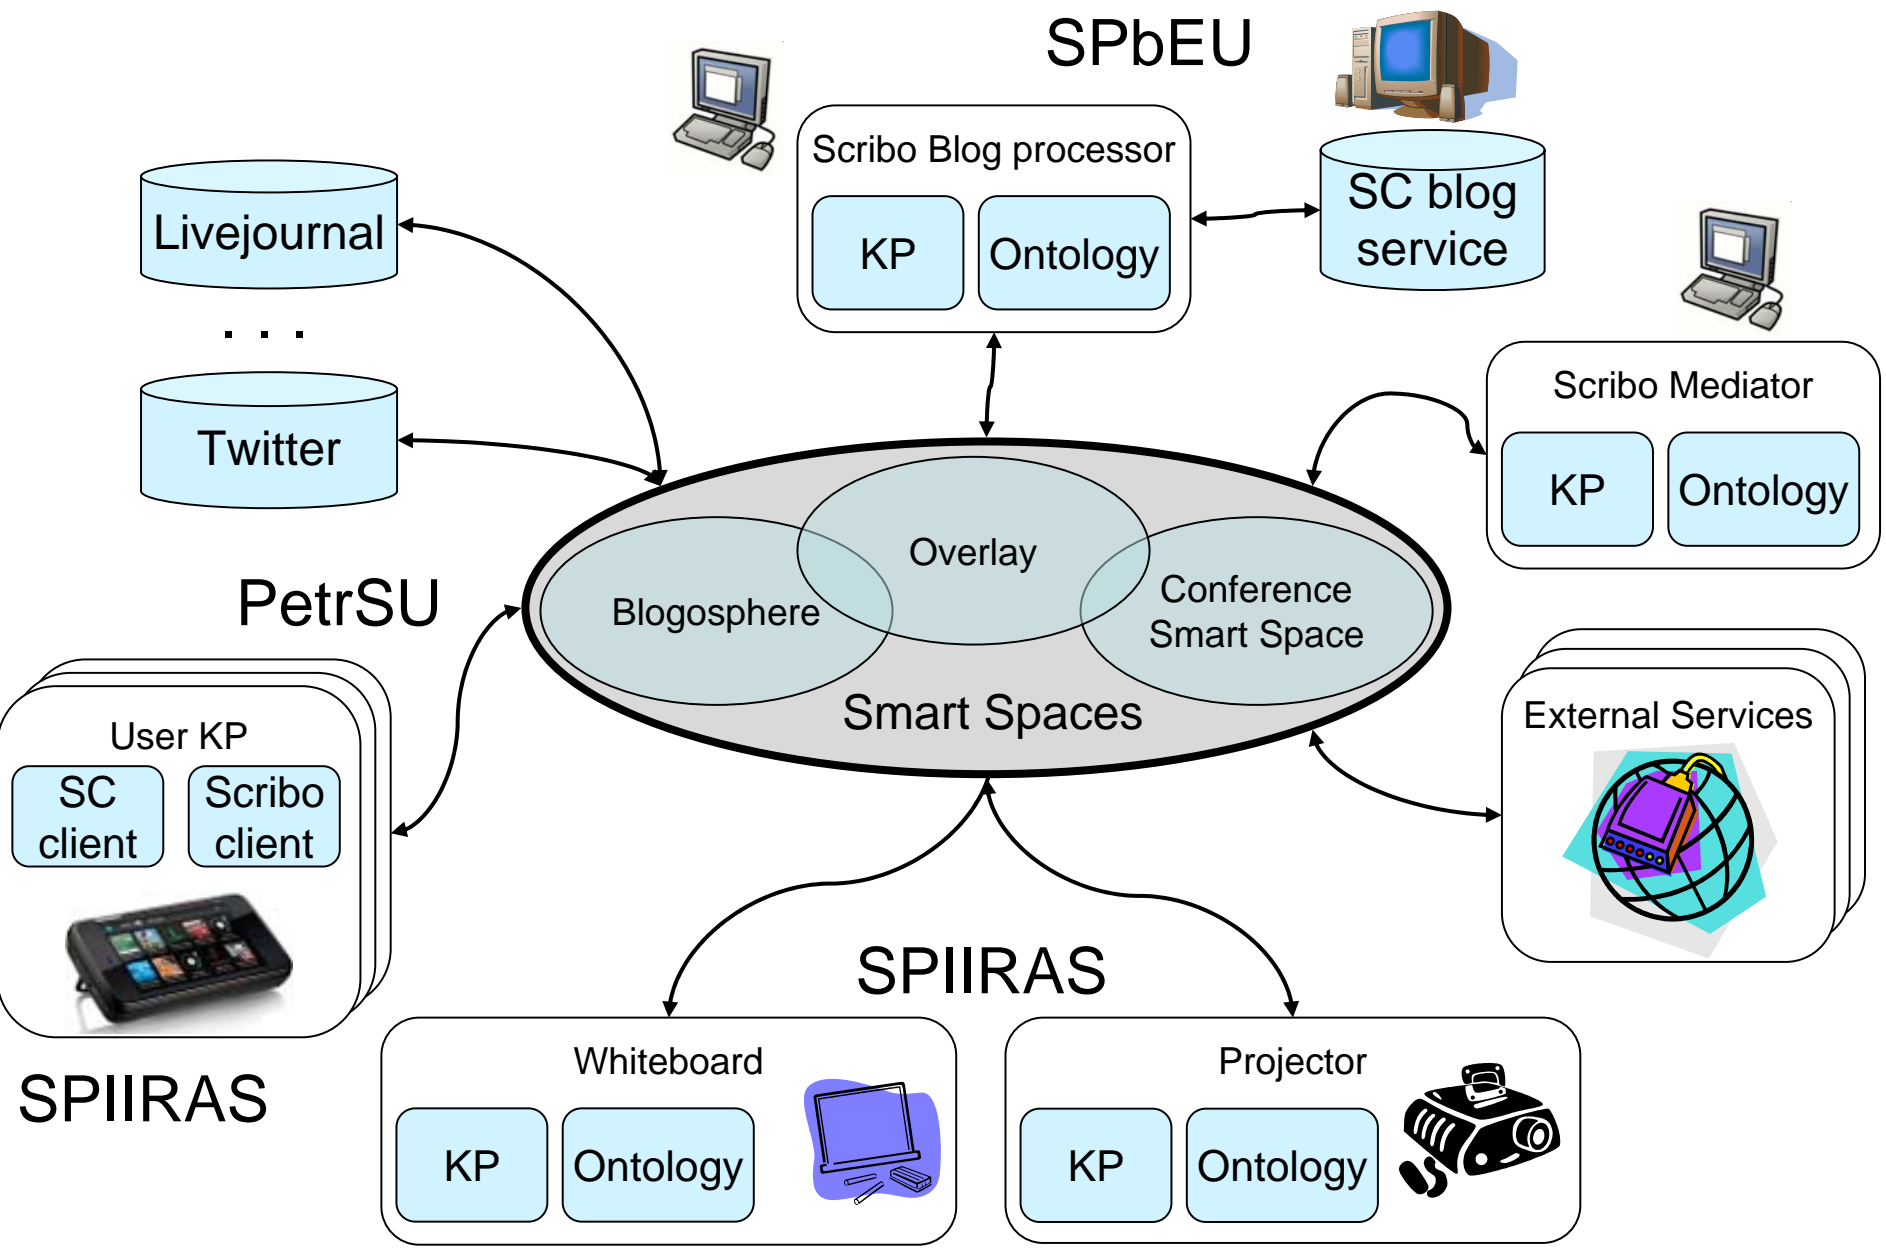 SPbEU
Scribo Blog processor
KP
Ontology
SC blog
service
Livejournal
. . .
Twitter
Scribo Mediator
KP
Ontology
Overlay
Blogosphere
Conference
Smart Space
Smart Spaces
PetrSU
User KP
SC
client
Scribo
client
External Services
SPIIRAS
SPIIRAS
Whiteboard
KP
Ontology
Projector
KP
Ontology